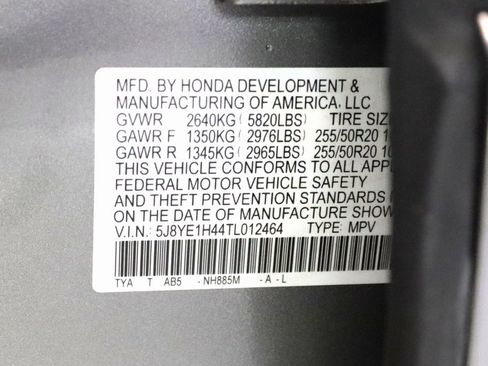 MFD. BY HONDA DEVELOPMENT &
MANUFACTURING OF AMERICA, LLC
GVWR 2640KG ( 5820LBS) TIRE SIZ
GAWR F 1350KG ( 2976LBS) 255/50R20
GAWR R 1345KG ( 2965LBS) 255/50R20
THIS VEHICLE CONFORMS TO ALL APPL
FEDERAL MOTOR VEHICLE SAFETY
AND THEFT PREVENTION STANDARDS
ON THE DATE OF MANUFACTURE SHOW
V.I.N.: 5J8YE1H44TL012464 TYPE: MPV
TYA T AB5 - NH885M - A - L